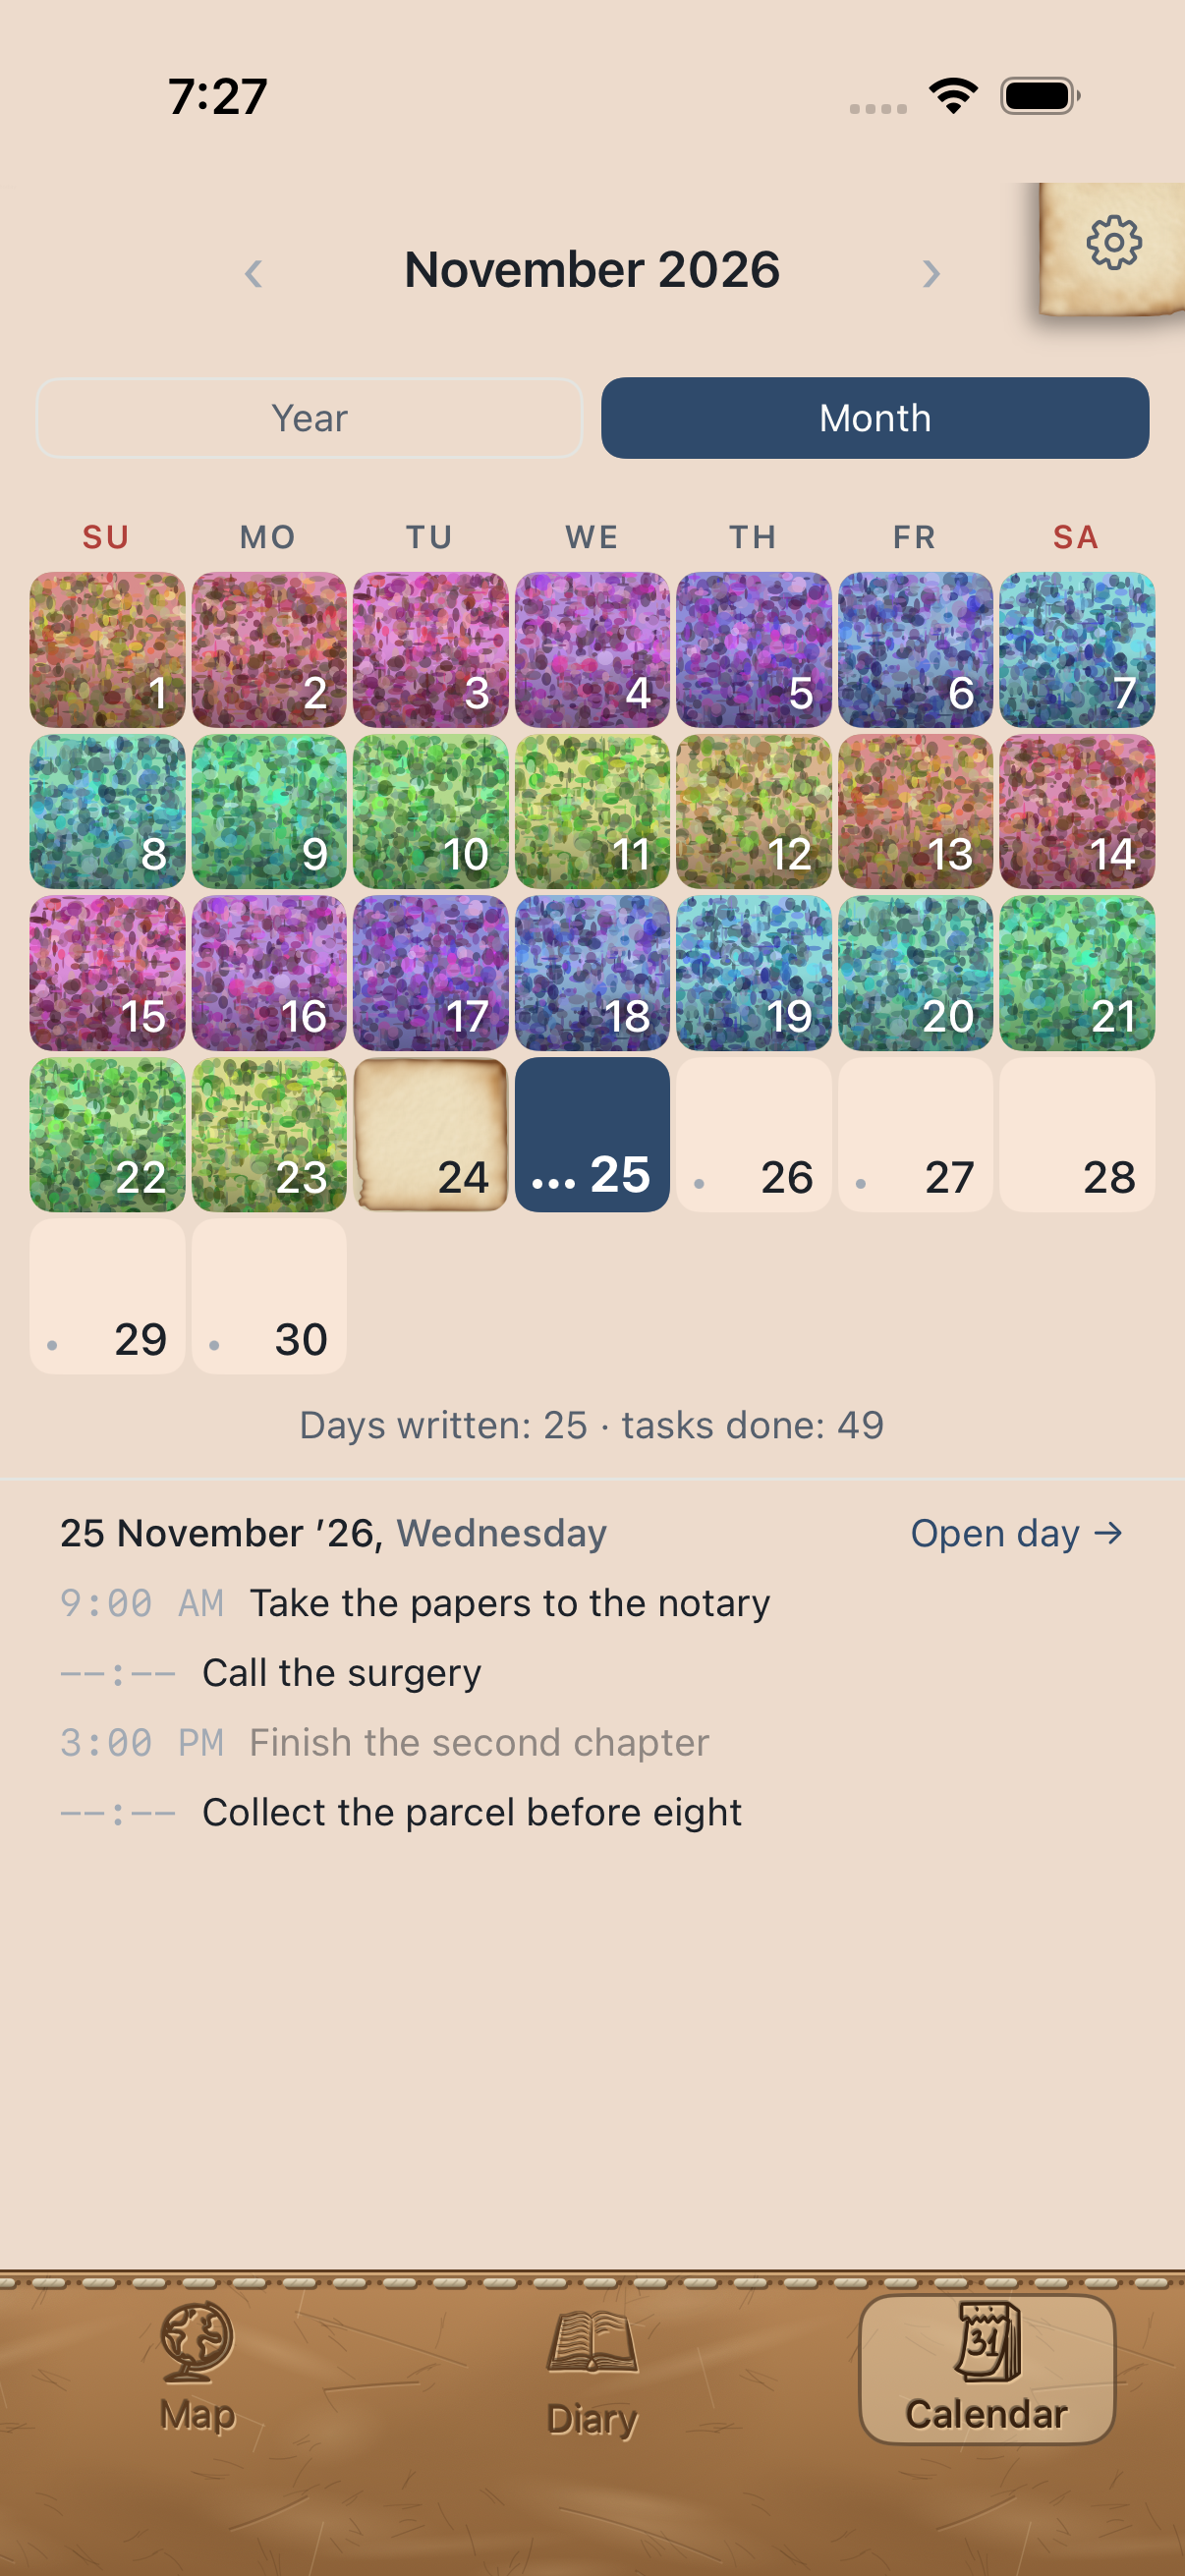 7:27
‹ November 2026 ›
Year Month
SU MO TU WE TH FR SA
1 2 3 4 5 6 7
8 9 10 11 12 13 14
15 16 17 18 19 20 21
22 23 24 ... 25 26 27 28
29 30
Days written: 25 · tasks done: 49
25 November ’26, Wednesday Open day →
9:00 AM Take the papers to the notary
--:-- Call the surgery
3:00 PM Finish the second chapter
--:-- Collect the parcel before eight
31
Map Diary Calendar